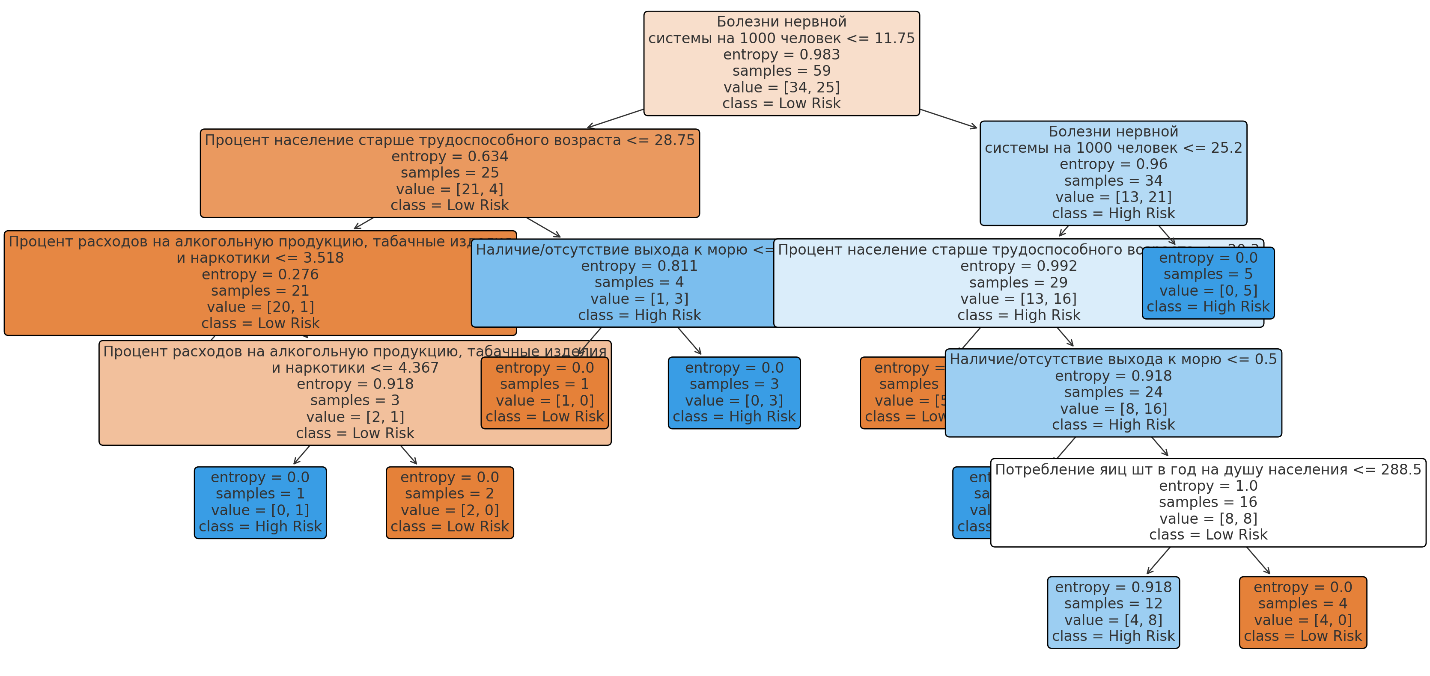 Болезни нервной
системы на 1000 человек <= 11.75
entropy = 0.983
samples = 59
value = [34, 25]
class = Low Risk
Процент население старше трудоспособного возраста <= 28.75
entropy = 0.634
samples = 25
value = [21, 4]
class = Low Risk
Болезни нервной
системы на 1000 человек <= 25.2
entropy = 0.96
samples = 34
value = [13, 21]
class = High Risk
Процент расходов на алкогольную продукцию, табачные
и наркотики <= 3.518
entropy = 0.276
samples = 21
value = [20, 1]
class = Low Risk
Наличие/отсутствие выхода к морю <=
entropy = 0.811
samples = 4
value = [1, 3]
class = High Risk
Процент население старше трудоспособного
entropy = 0.992
samples = 29
value = [13, 16]
class = High Risk
entropy = 0.0
samples = 5
value = [0, 5]
class = High Risk
Процент расходов на алкогольную продукцию, табачные изделия
и наркотики <= 4.367
entropy = 0.918
samples = 3
value = [2, 1]
class = Low Risk
entropy = 0.0
samples = 1
value = [1, 0]
class = Low Risk
entropy = 0.0
samples = 3
value = [0, 3]
class = High Risk
entropy =
samples
value =
class =
Наличие/отсутствие выхода к морю <= 0.5
entropy = 0.918
samples = 24
value = [8, 16]
class = High Risk
entropy = 0.0
samples = 1
value = [0, 1]
class = High Risk
entropy = 0.0
samples = 2
value = [2, 0]
class = Low Risk
Потребление яиц шт в год на душу населения <= 288.5
entropy = 1.0
samples = 16
value = [8, 8]
class = Low Risk
entropy = 0.918
samples = 12
value = [4, 8]
class = High Risk
entropy = 0.0
samples = 4
value = [4, 0]
class = Low Risk